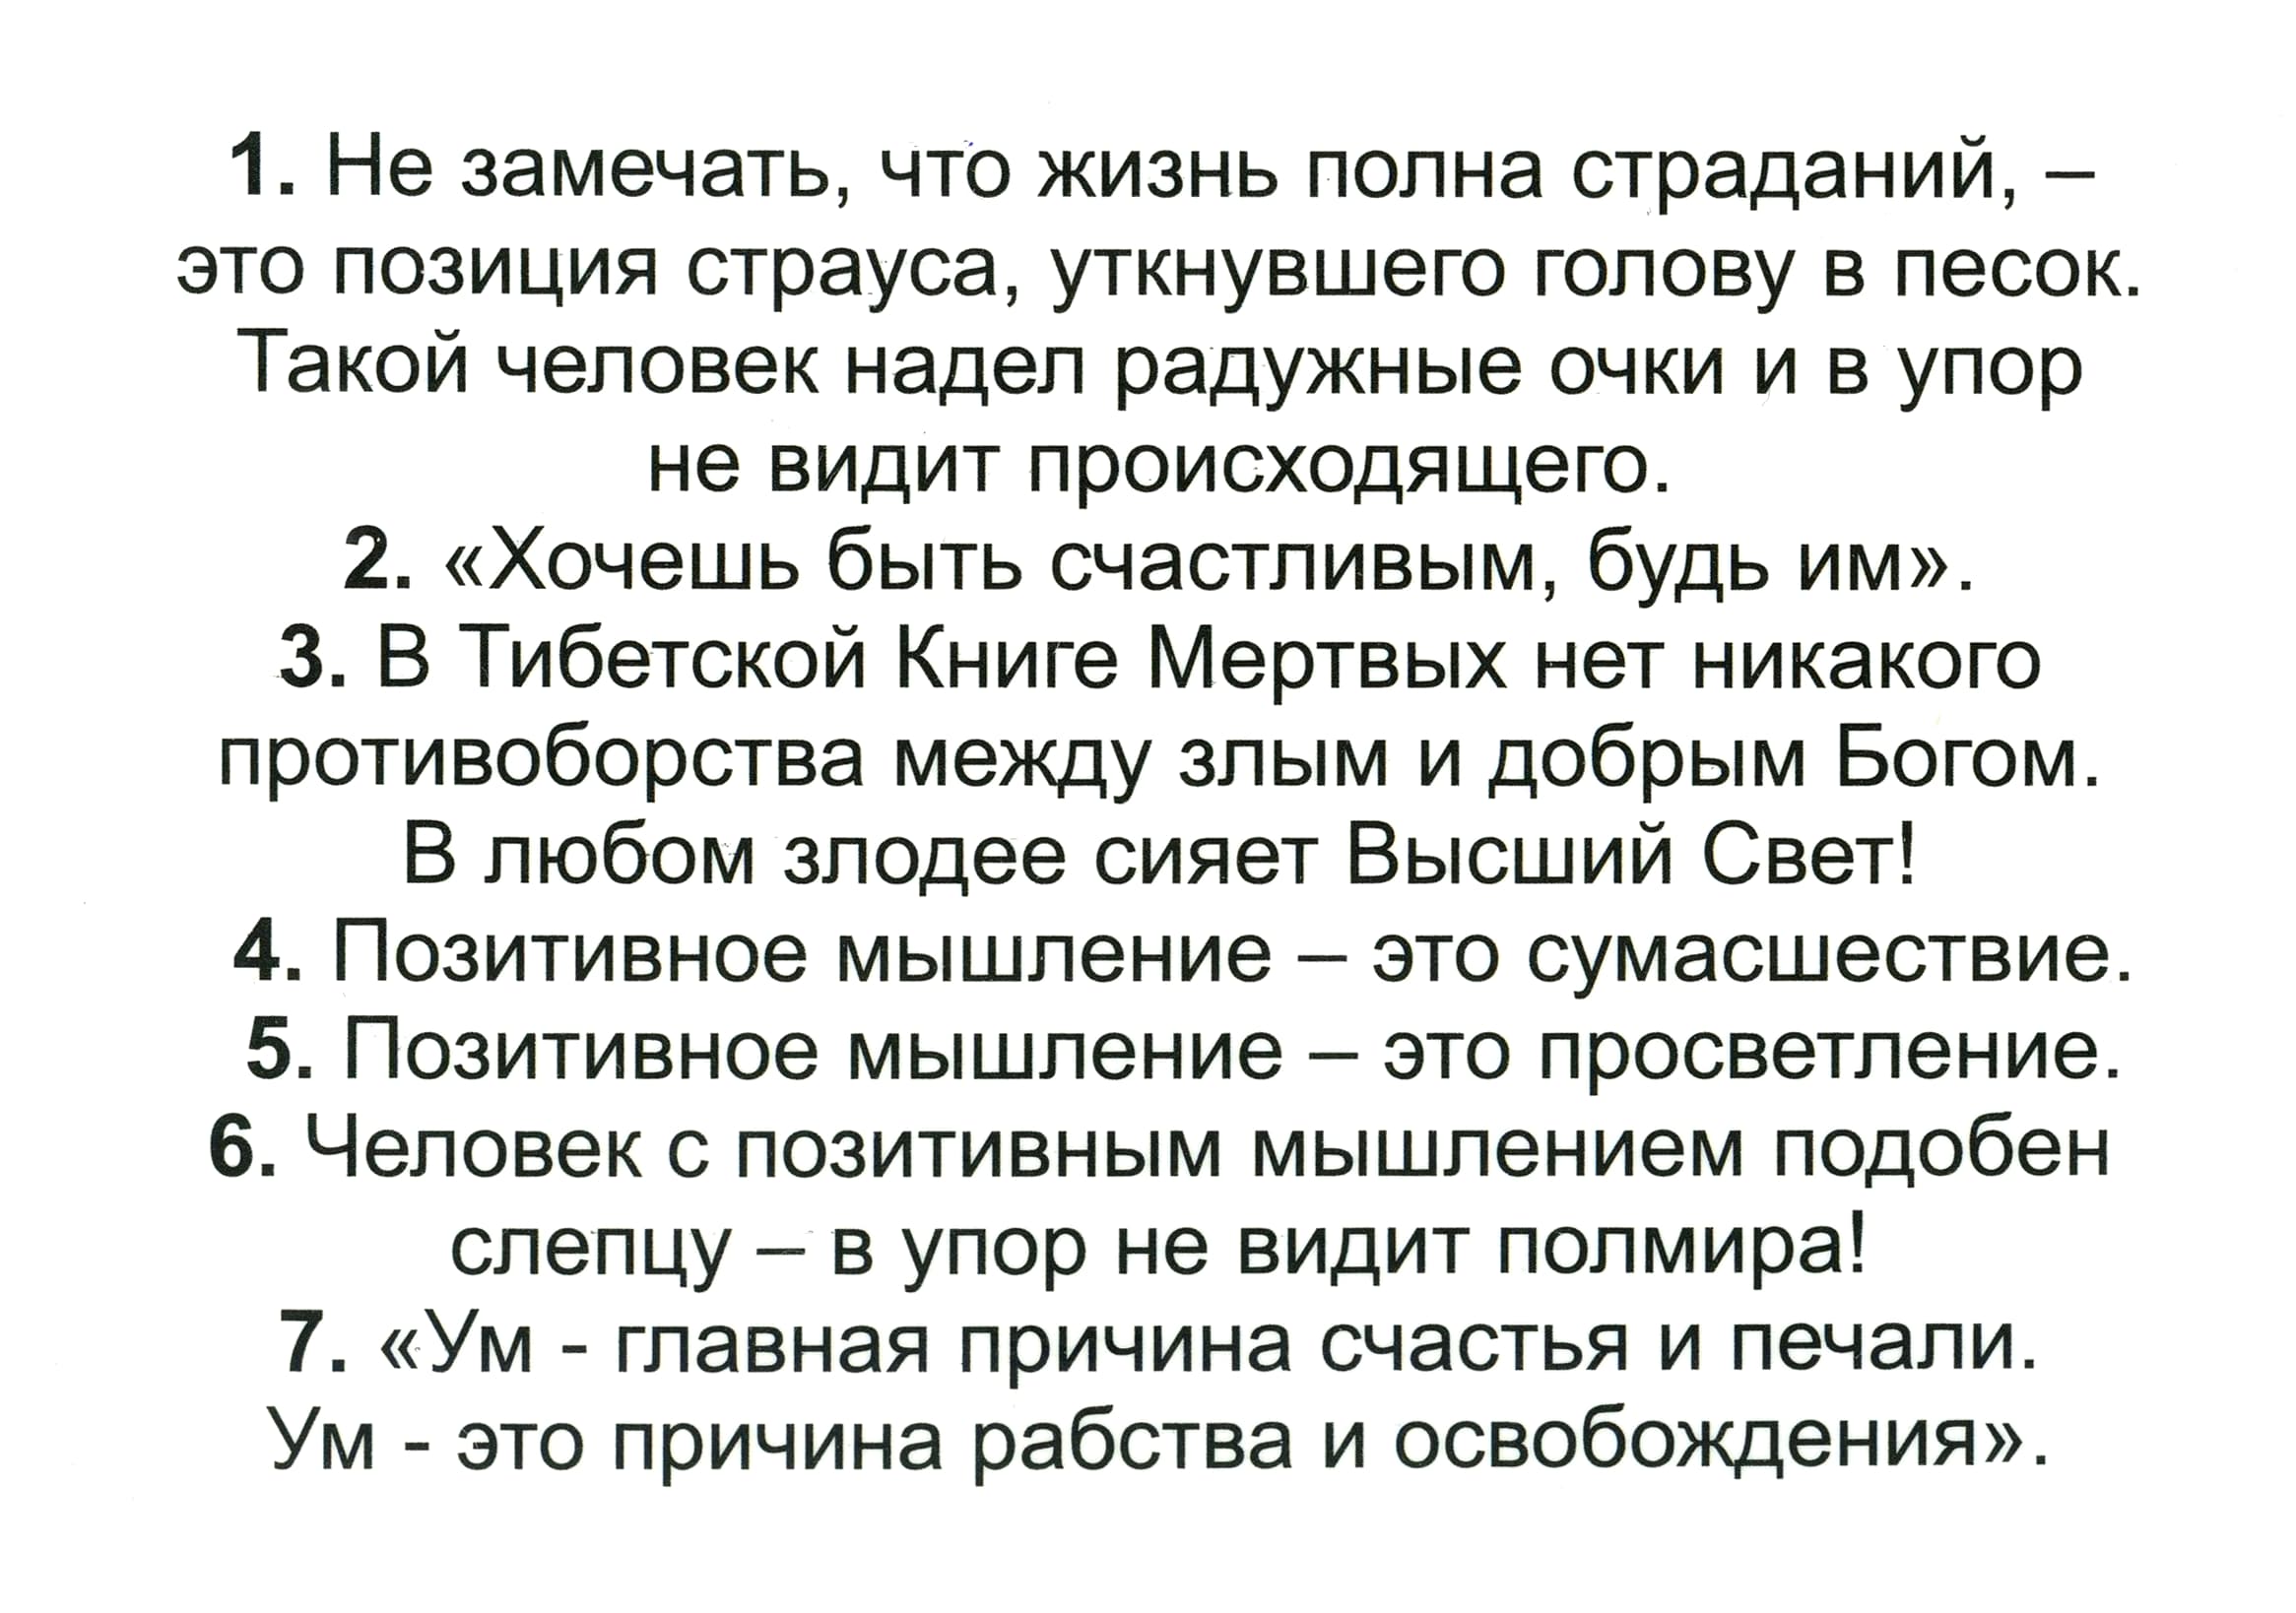 1. Не замечать, что жизнь полна страданий, –
это позиция страуса, уткнувшего голову в песок.
Такой человек надел радужные очки и в упор
не видит происходящего.
2. «Хочешь быть счастливым, будь им».
3. В Тибетской Книге Мертвых нет никакого
противоборства между злым и добрым Богом.
В любом злодее сияет Высший Свет!
4. Позитивное мышление – это сумасшествие.
5. Позитивное мышление – это просветление.
6. Человек с позитивным мышлением подобен
слепцу – в упор не видит полмира!
7. «Ум - главная причина счастья и печали.
Ум - это причина рабства и освобождения».